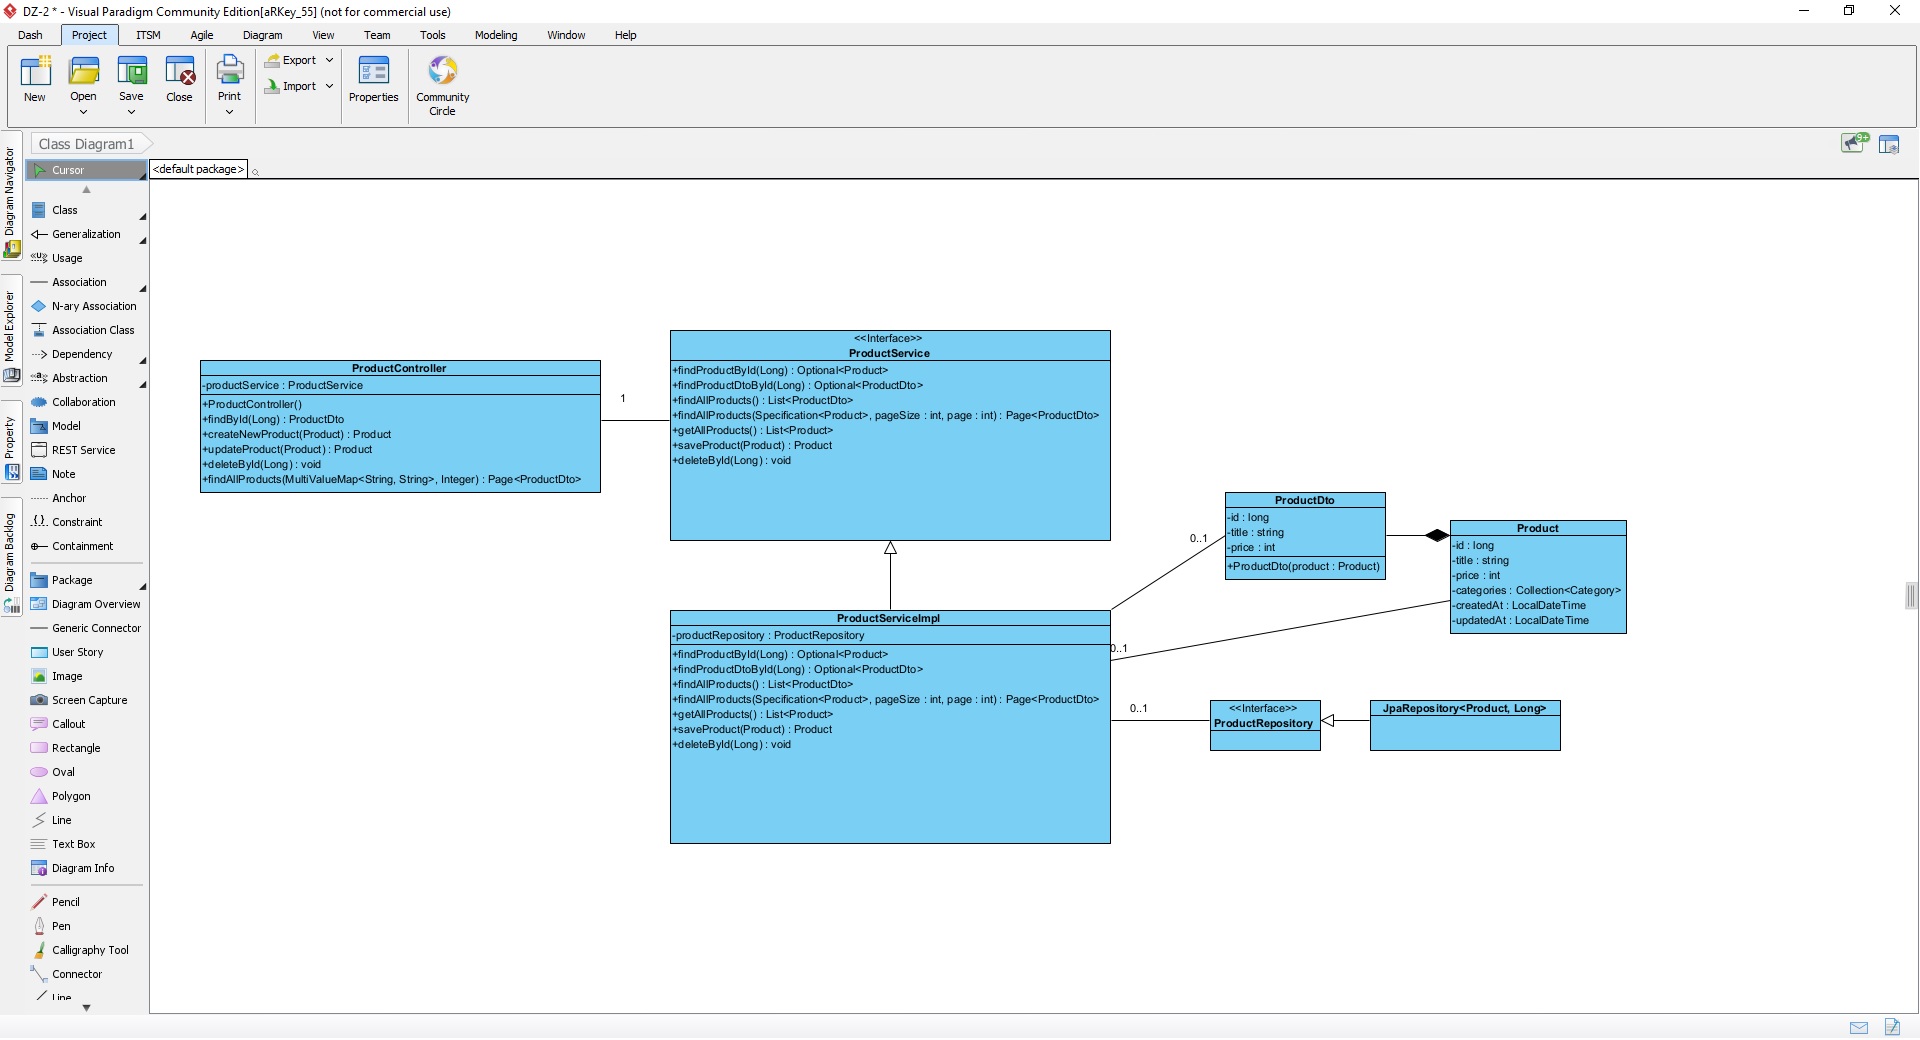 DZ-2 * - Visual Paradigm Community Edition[aRKey_55] (not for commercial use)
Dash Project ITSM Agile Diagram View Team Tools Modeling Window Help
New
Open
Save
Close
Print
Export
Import
Properties
Community
Circle
Diagram Navigator
Model Explorer
Property
Diagram Backlog
Class Diagram1
9+
Cursor
<default package>
Class
Generalization
«U» Usage
Association
N-ary Association
Association Class
Dependency
«a» Abstraction
Collaboration
Model
REST Service
Note
Anchor
{.} Constraint
Containment
Package
Diagram Overview
Generic Connector
User Story
Image
Screen Capture
Callout
Rectangle
Oval
Polygon
Line
Text Box
Diagram Info
Pencil
Pen
Calligraphy Tool
Connector
Line
ProductController
-productService : ProductService
+ProductController()
+findById(Long) : ProductDto
+createNewProduct(Product) : Product
+updateProduct(Product) : Product
+deleteById(Long) : void
+findAllProducts(MultiValueMap<String, String>, Integer) : Page<ProductDto>
1
<<Interface>>
ProductService
+findProductById(Long) : Optional<Product>
+findProductDtoById(Long) : Optional<ProductDto>
+findAllProducts() : List<ProductDto>
+findAllProducts(Specification<Product>, pageSize : int, page : int) : Page<ProductDto>
+getAllProducts() : List<Product>
+saveProduct(Product) : Product
+deleteById(Long) : void
ProductServiceImpl
-productRepository : ProductRepository
+findProductById(Long) : Optional<Product>
+findProductDtoById(Long) : Optional<ProductDto>
+findAllProducts() : List<ProductDto>
+findAllProducts(Specification<Product>, pageSize : int, page : int) : Page<ProductDto>
+getAllProducts() : List<Product>
+saveProduct(Product) : Product
+deleteById(Long) : void
0..1
0..1
0..1
ProductDto
-id : long
-title : string
-price : int
+ProductDto(product : Product)
Product
-id : long
-title : string
-price : int
-categories : Collection<Category>
-createdAt : LocalDateTime
-updatedAt : LocalDateTime
<<Interface>>
ProductRepository
JpaRepository<Product, Long>